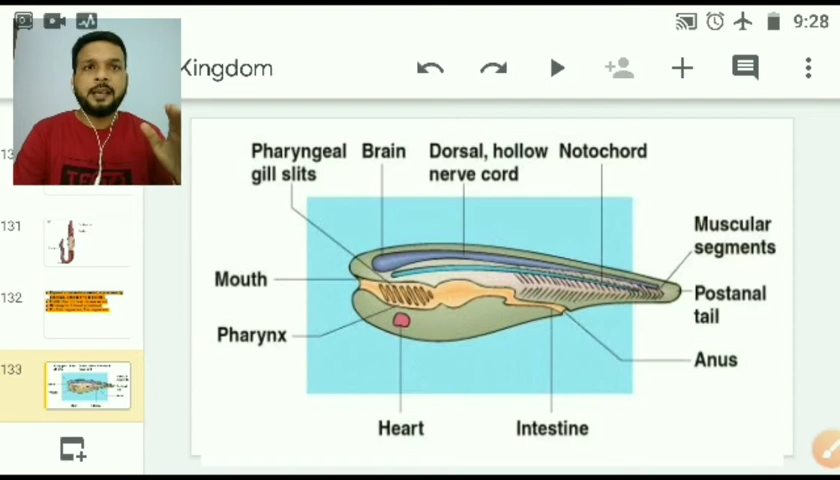 9:28
Kingdom
Pharyngeal
gill slits
Brain
Dorsal, hollow
nerve cord
Notochord
Muscular
segments
Mouth
Postanal
tail
Pharynx
Anus
Heart
Intestine
131
132
133